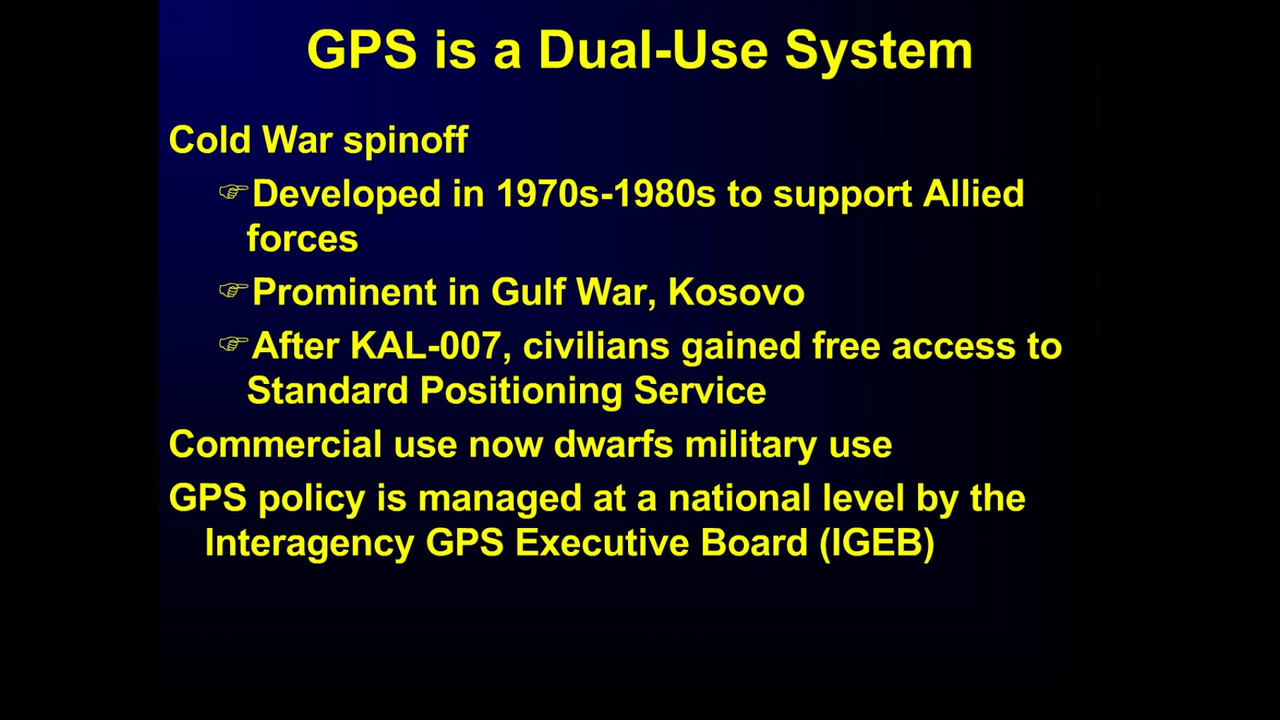 GPS is a Dual-Use System
Cold War spinoff
☞Developed in 1970s-1980s to support Allied
forces
☞Prominent in Gulf War, Kosovo
☞After KAL-007, civilians gained free access to
Standard Positioning Service
Commercial use now dwarfs military use
GPS policy is managed at a national level by the
Interagency GPS Executive Board (IGEB)